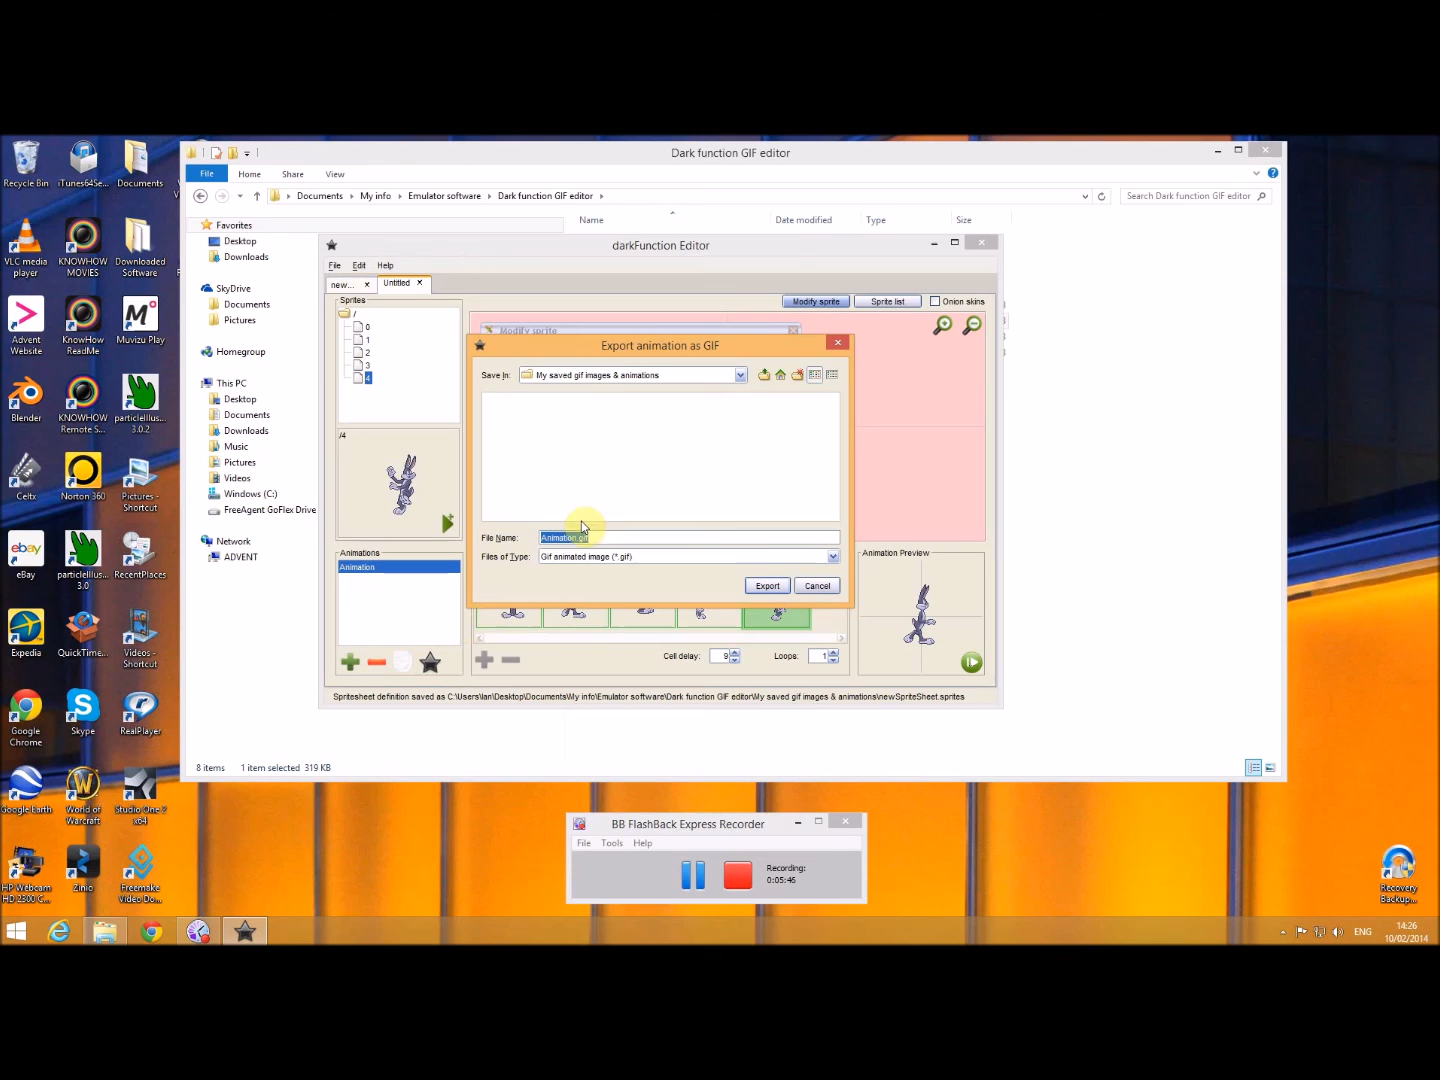 Dark function GIF editor
File Home Share View
Documents My info Emulator software Dark function GIF editor
Search Dark function GIF editor
Name Date modified Type Size
Recycle Bin
iTunes64Se...
Documents
VLC media player
KNOWHOW MOVIES
Downloaded Software
Advent Website
KnowHow ReadMe
Muvizu Play
Blender
KNOWHOW Remote S...
particleIllus... 3.0.2
Celtx
Norton 360
Pictures - Shortcut
eBay
particleIllus... 3.0
RecentPlaces
Expedia
QuickTime...
Videos - Shortcut
Google Chrome
Skype
RealPlayer
Google Earth
World of Warcraft
Studio One 2 x64
HP Webcam HD 2300 C...
Zinio
Freemake Video Do...
Favorites
Desktop
Downloads
SkyDrive
Documents
Pictures
Homegroup
This PC
Desktop
Documents
Downloads
Music
Pictures
Videos
Windows (C:)
FreeAgent GoFlex Drive
Network
ADVENT
8 items 1 item selected 319 KB
darkFunction Editor
File Edit Help
new... Untitled
Sprites
/
0
1
2
3
4
/4
Modify sprite Sprite list Onion skins
Modify sprite
Export animation as GIF
Save In: My saved gif images & animations
File Name: Animation.gif
Files of Type: Gif animated image (*.gif)
Export Cancel
Animations
Animation
Animation Preview
Cell delay: 9 Loops: 1
Spritesheet definition saved as C:\Users\Ian\Desktop\Documents\My info\Emulator software\Dark function GIF editor\My saved gif images & animations\newSpriteSheet.sprites
BB FlashBack Express Recorder
File Tools Help
Recording:
0:05:46
Recovery Backup...
ENG
14:26
10/02/2014